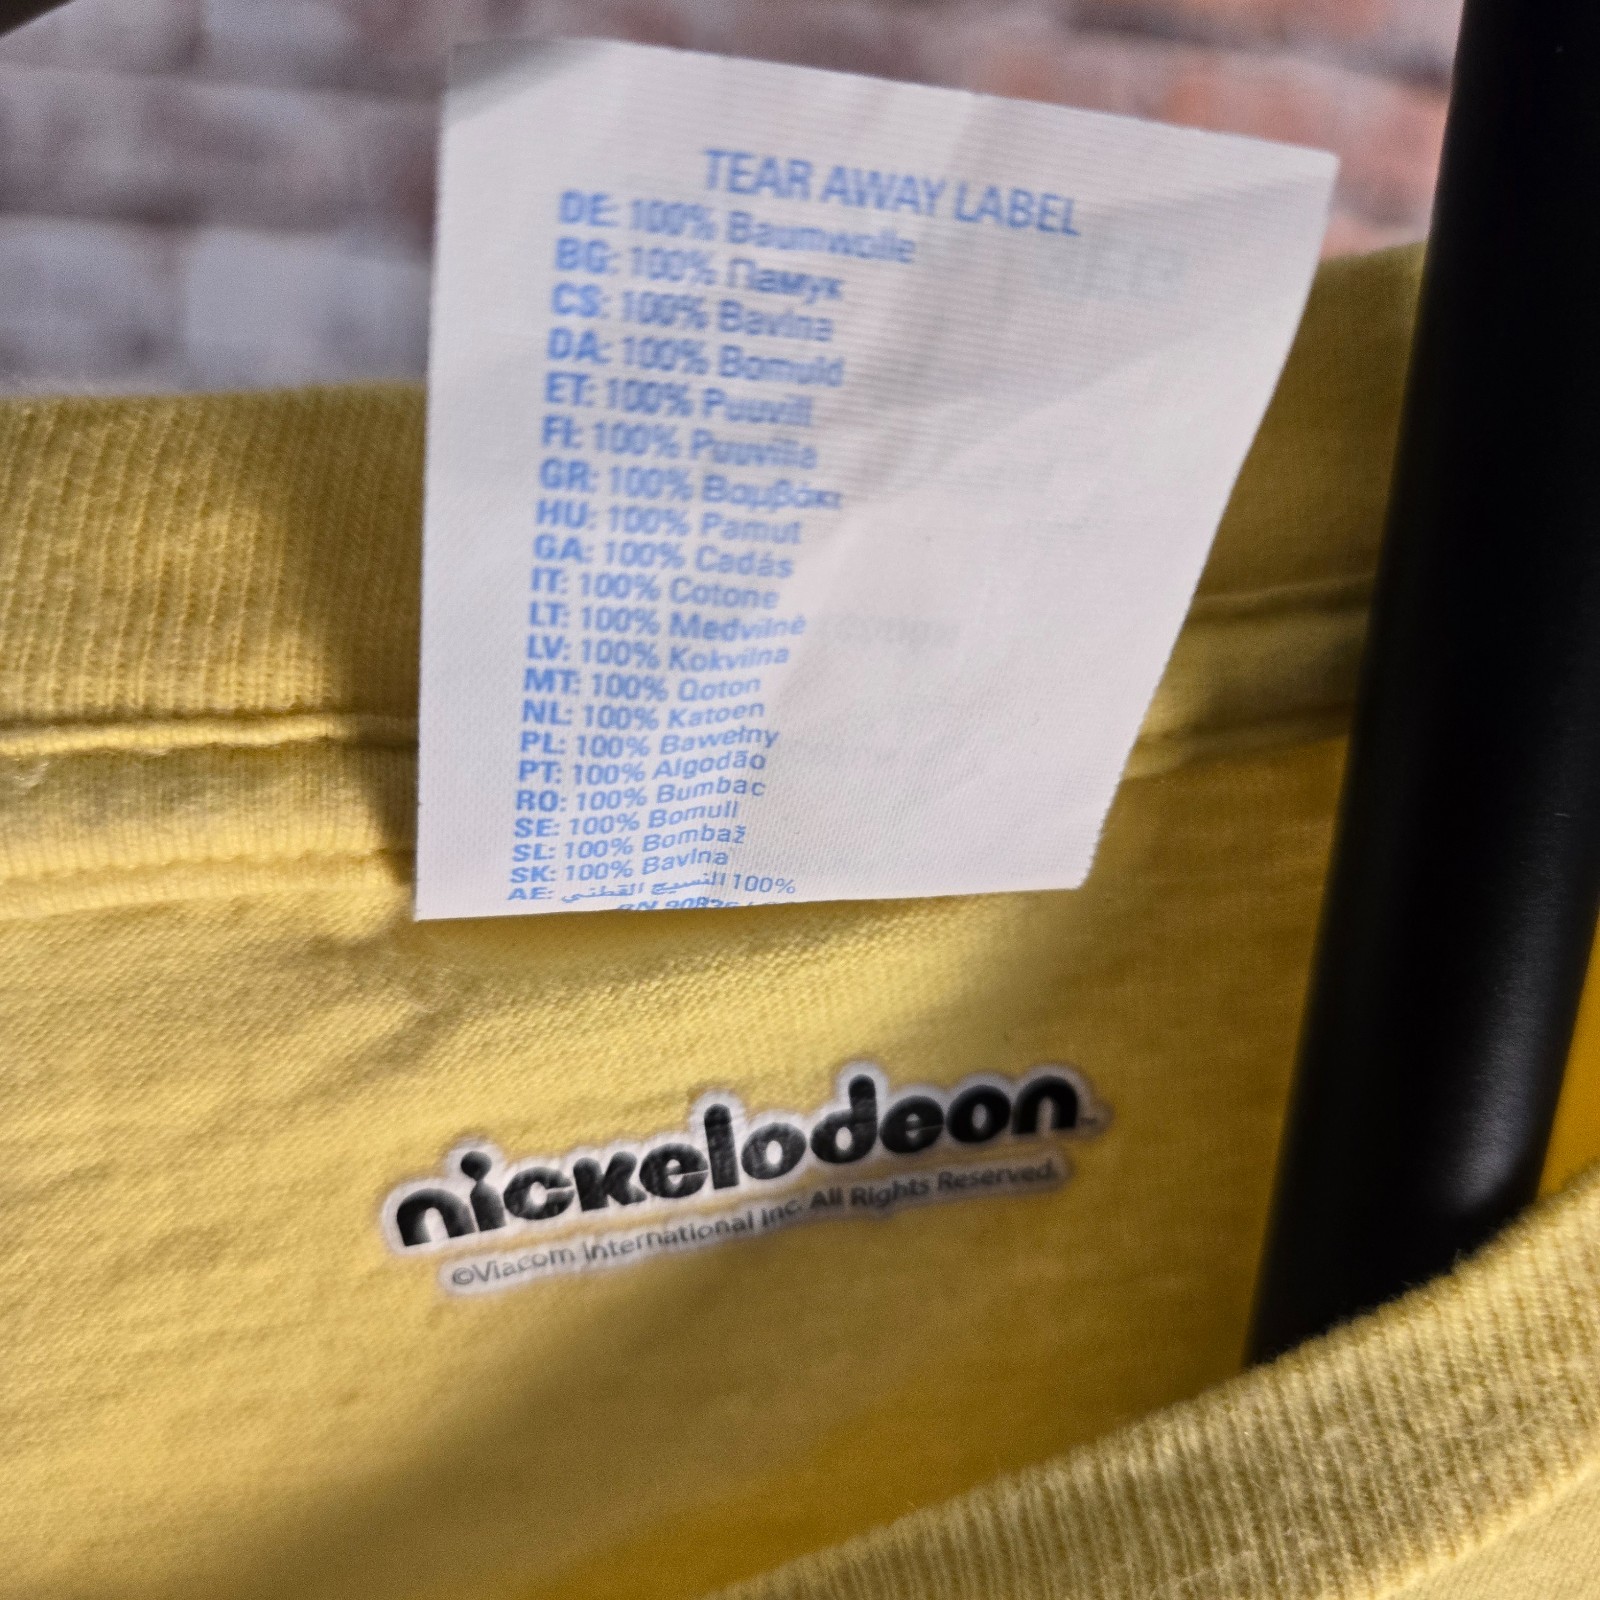 TEAR AWAY LABEL
DE: 100% Baumwolle
BG: 100% Памук
CS: 100% Bavlna
DA: 100% Bomuld
ET: 100% Puuvill
FI: 100% Puuvilla
GR: 100% Βαμβάκι
HU: 100% Pamut
GA: 100% Cadás
IT: 100% Cotone
LT: 100% Medvilnė
LV: 100% Kokvilna
MT: 100% Qoton
NL: 100% Katoen
PL: 100% Bawełny
PT: 100% Algodão
RO: 100% Bumbac
SE: 100% Bomull
SL: 100% Bombaž
SK: 100% Bavlna
AE: النسيج القطني 100%
nickelodeon™
©Viacom International Inc. All Rights Reserved.